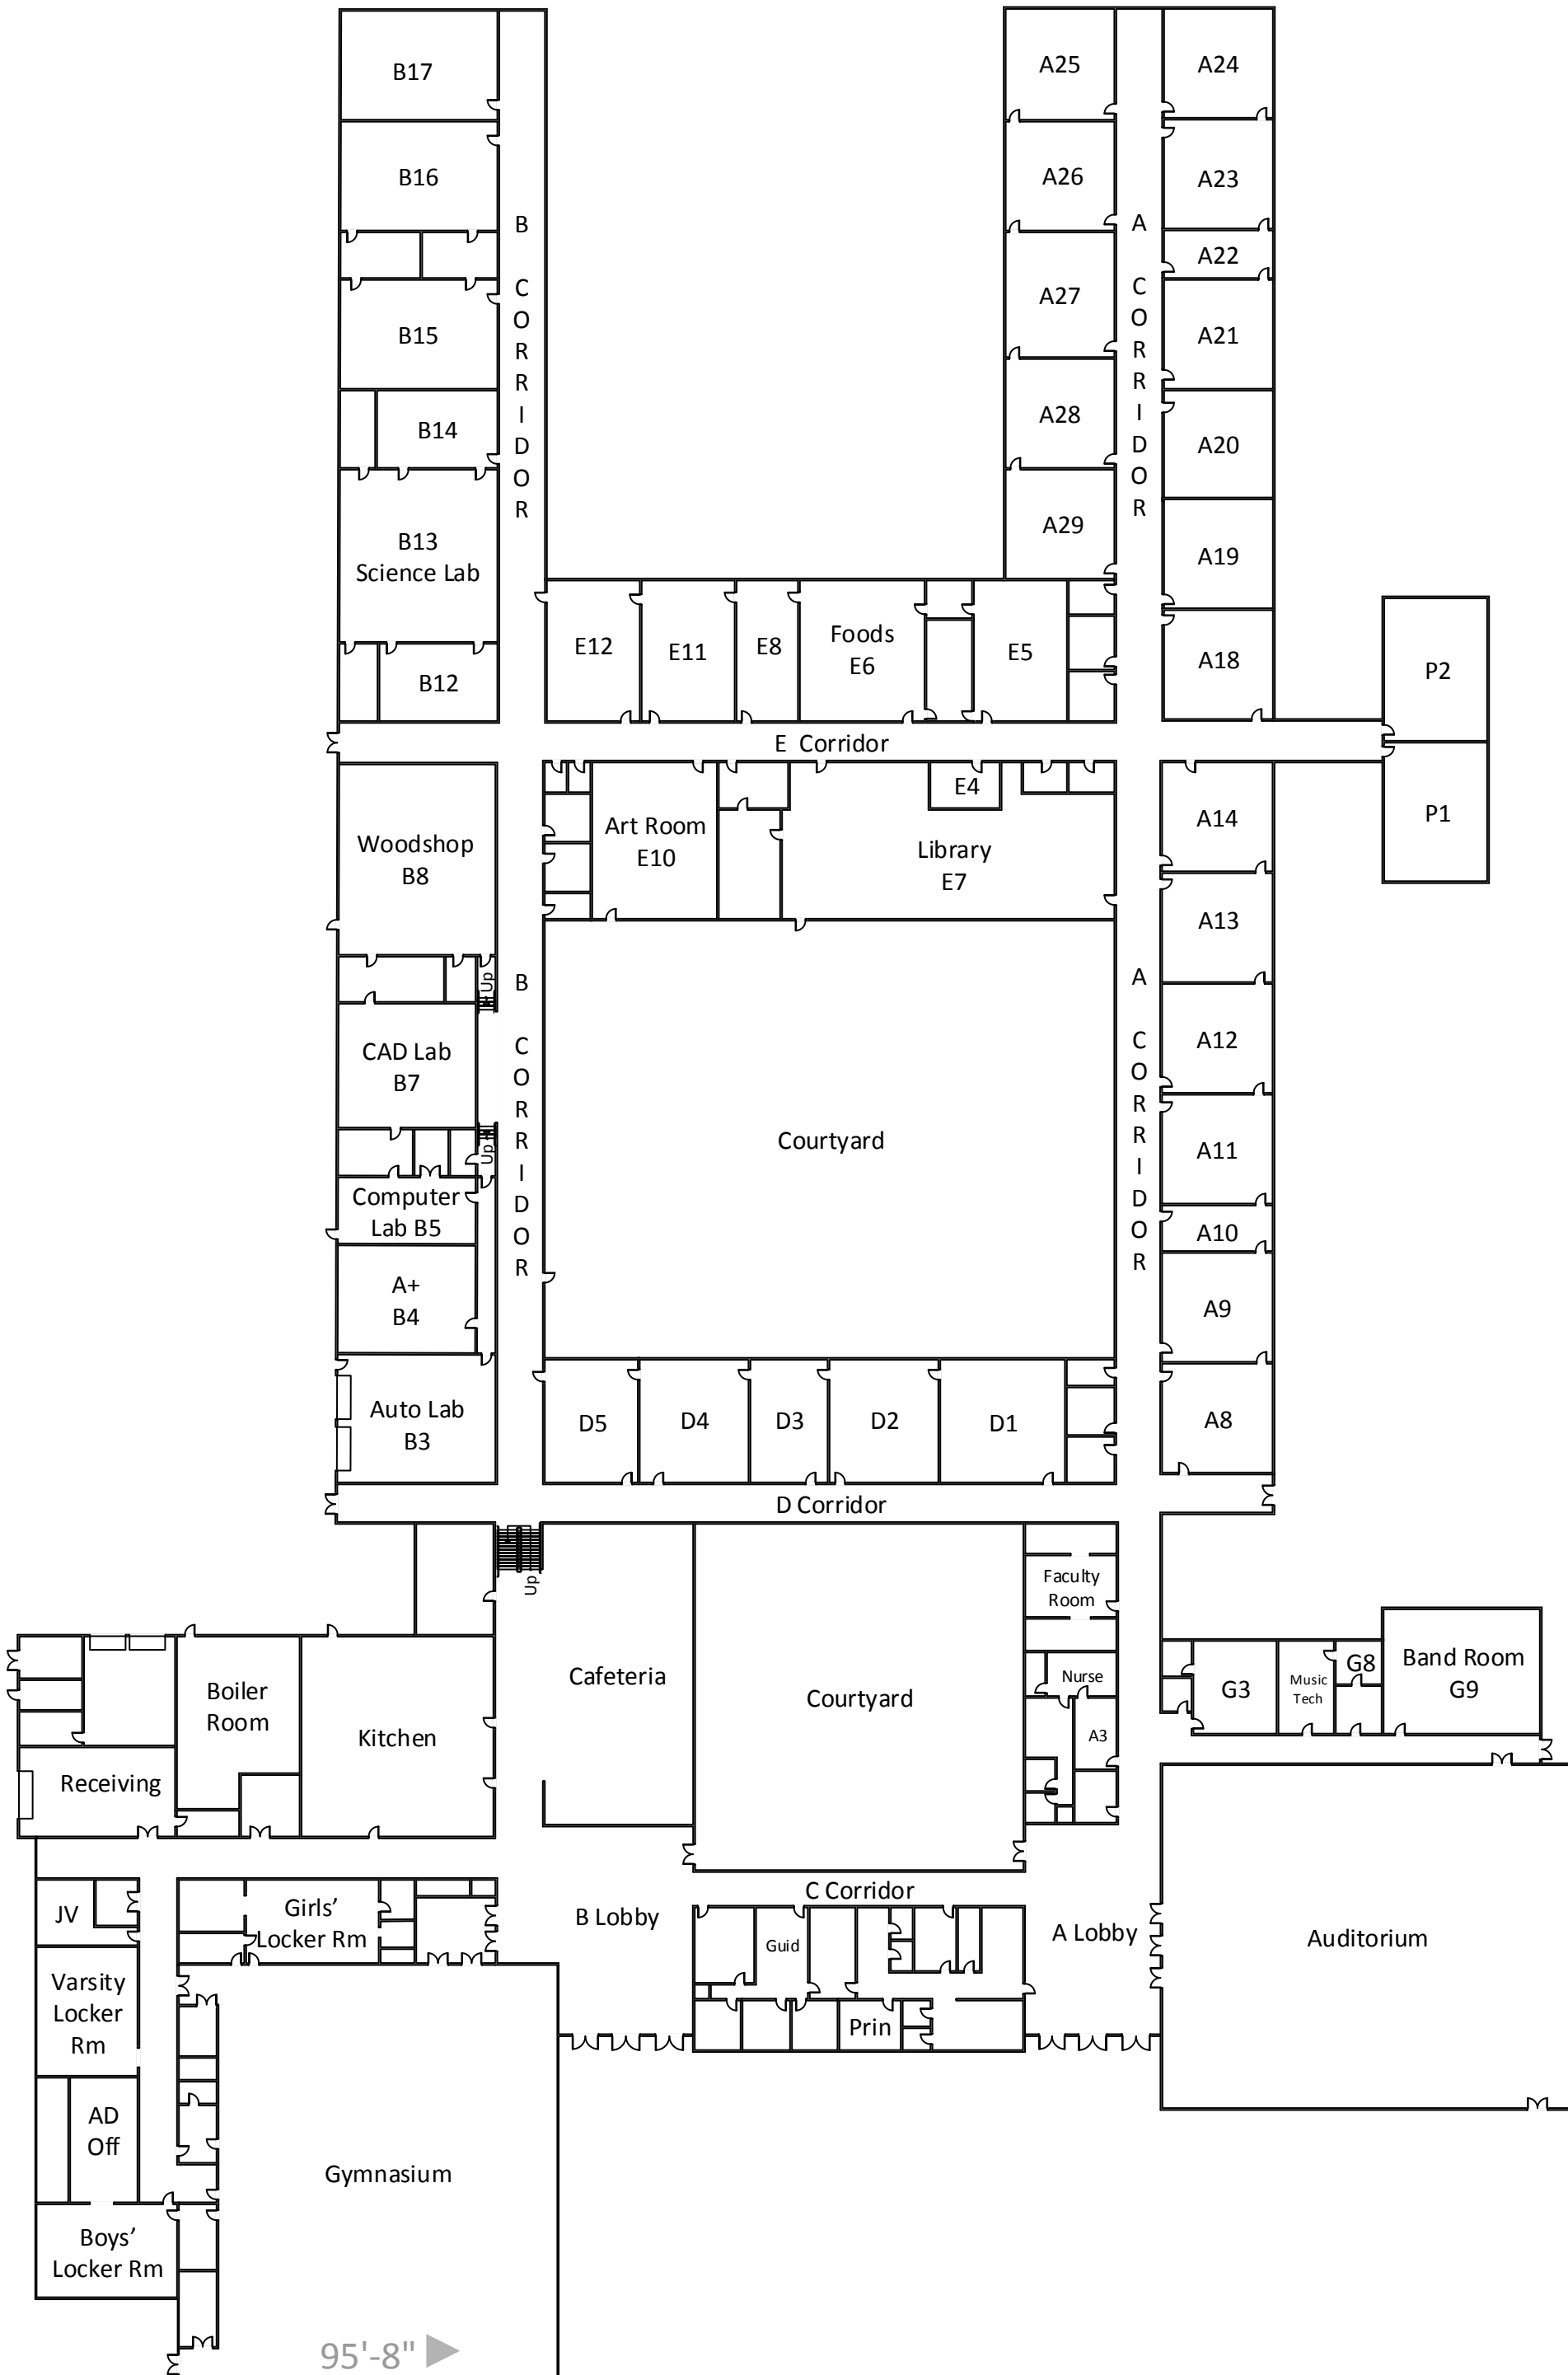 B17
A25
A24
B16
A26
A23
B CORRIDOR
A CORRIDOR
A22
B15
A27
A21
B14
A28
A20
B13
Science Lab
A29
A19
E12
E11
E8
Foods
E6
E5
A18
B12
P2
E Corridor
E4
Woodshop
B8
Art Room
E10
Library
E7
A14
P1
A13
Up
B CORRIDOR
A CORRIDOR
CAD Lab
B7
A12
Courtyard
Up
A11
Computer
Lab B5
A10
A+
B4
A9
Auto Lab
B3
D5
D4
D3
D2
D1
A8
D Corridor
Up
Faculty
Room
Cafeteria
Courtyard
Nurse
A3
G3
Music
Tech
G8
Band Room
G9
Boiler
Room
Kitchen
Receiving
C Corridor
JV
Girls’
Locker Rm
B Lobby
Guid
A Lobby
Auditorium
Varsity
Locker
Rm
Prin
AD
Off
Gymnasium
Boys’
Locker Rm
95'-8"